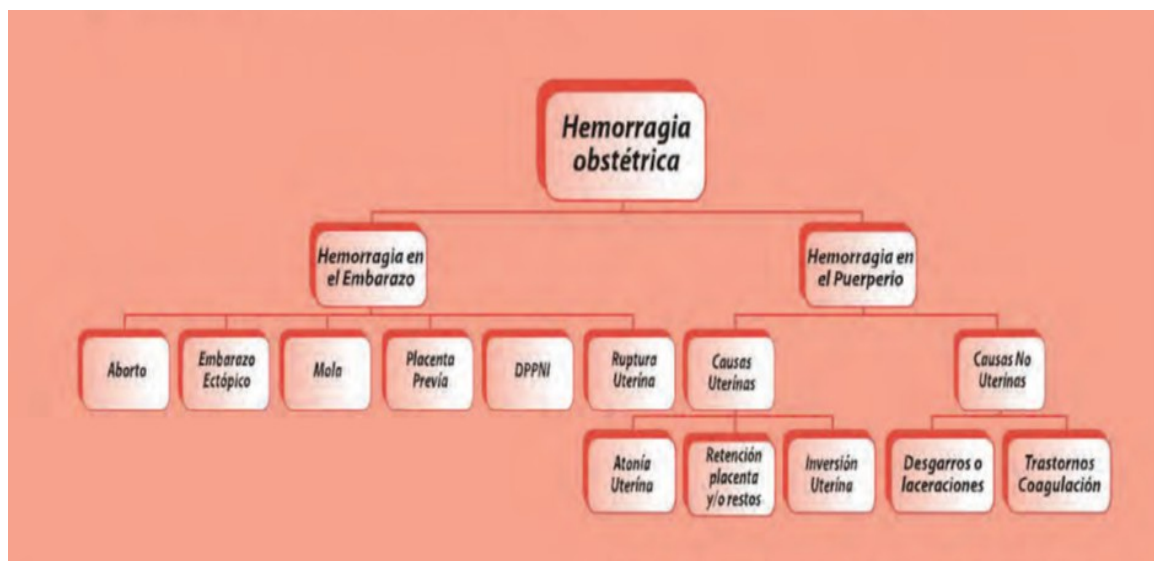 Hemorragia
obstétrica
Hemorragia en
el Embarazo
Hemorragia en
el Puerperio
Aborto
Embarazo
Ectópico
Mola
Placenta
Previa
DPPNI
Ruptura
Uterina
Causas
Uterinas
Causas No
Uterinas
Atonía
Uterina
Retención
placenta
y/o restos
Inversión
Uterina
Desgarros o
laceraciones
Trastornos
Coagulación